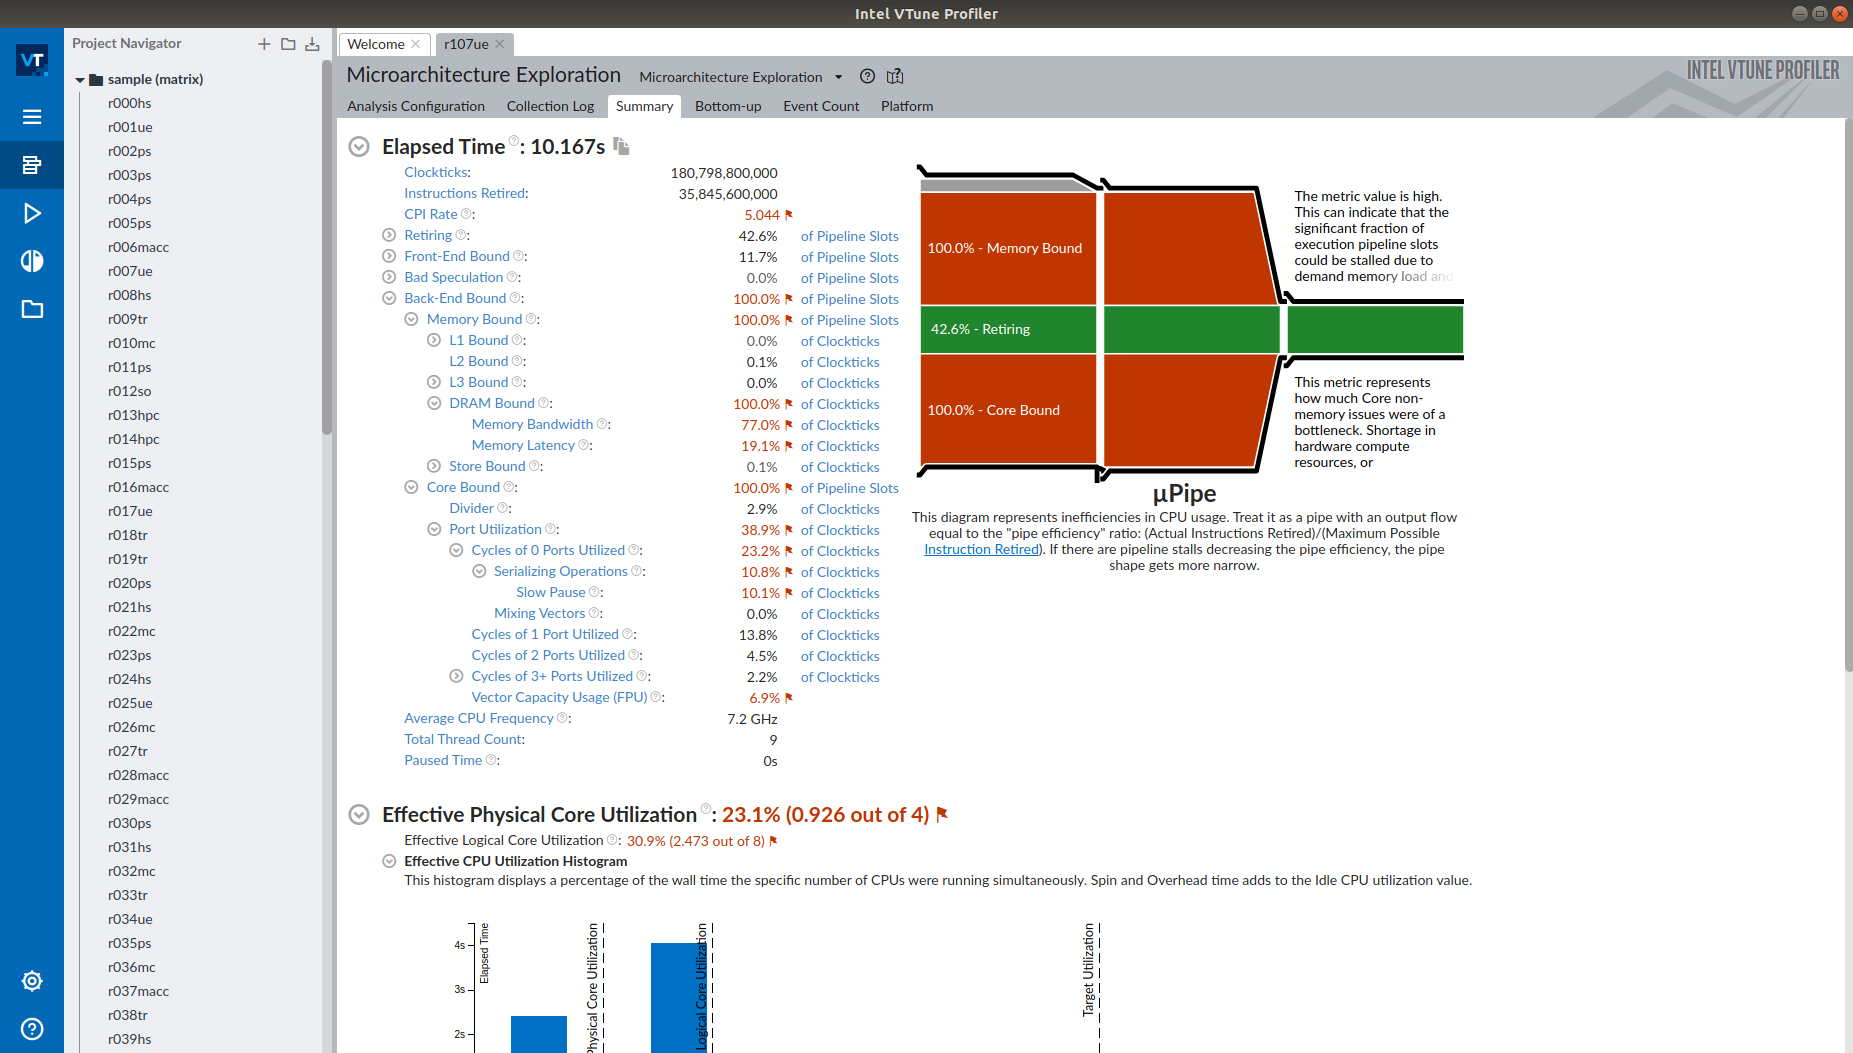 Intel VTune Profiler
VT
Project Navigator
sample (matrix)
r000hs
r001ue
r002ps
r003ps
r004ps
r005ps
r006macc
r007ue
r008hs
r009tr
r010mc
r011ps
r012so
r013hpc
r014hpc
r015ps
r016macc
r017ue
r018tr
r019tr
r020ps
r021hs
r022mc
r023ps
r024hs
r025ue
r026mc
r027tr
r028macc
r029macc
r030ps
r031hs
r032mc
r033tr
r034ue
r035ps
r036mc
r037macc
r038tr
r039hs
Welcome r107ue
Microarchitecture Exploration Microarchitecture Exploration
INTEL VTUNE PROFILER
Analysis Configuration Collection Log Summary Bottom-up Event Count Platform
Elapsed Time: 10.167s
Clockticks: 180,798,800,000
Instructions Retired: 35,845,600,000
CPI Rate: 5.044
Retiring: 42.6% of Pipeline Slots
Front-End Bound: 11.7% of Pipeline Slots
Bad Speculation: 0.0% of Pipeline Slots
Back-End Bound: 100.0% of Pipeline Slots
Memory Bound: 100.0% of Pipeline Slots
L1 Bound: 0.0% of Clockticks
L2 Bound: 0.1% of Clockticks
L3 Bound: 0.0% of Clockticks
DRAM Bound: 100.0% of Clockticks
Memory Bandwidth: 77.0% of Clockticks
Memory Latency: 19.1% of Clockticks
Store Bound: 0.1% of Clockticks
Core Bound: 100.0% of Pipeline Slots
Divider: 2.9% of Clockticks
Port Utilization: 38.9% of Clockticks
Cycles of 0 Ports Utilized: 23.2% of Clockticks
Serializing Operations: 10.8% of Clockticks
Slow Pause: 10.1% of Clockticks
Mixing Vectors: 0.0% of Clockticks
Cycles of 1 Port Utilized: 13.8% of Clockticks
Cycles of 2 Ports Utilized: 4.5% of Clockticks
Cycles of 3+ Ports Utilized: 2.2% of Clockticks
Vector Capacity Usage (FPU): 6.9%
Average CPU Frequency: 7.2 GHz
Total Thread Count: 9
Paused Time: 0s
100.0% - Memory Bound
42.6% - Retiring
100.0% - Core Bound
The metric value is high.
This can indicate that the
significant fraction of
execution pipeline slots
could be stalled due to
demand memory load and
This metric represents
how much Core non-
memory issues were of a
bottleneck. Shortage in
hardware compute
resources, or
µPipe
This diagram represents inefficiencies in CPU usage. Treat it as a pipe with an output flow
equal to the "pipe efficiency" ratio: (Actual Instructions Retired)/(Maximum Possible
Instruction Retired). If there are pipeline stalls decreasing the pipe efficiency, the pipe
shape gets more narrow.
Effective Physical Core Utilization: 23.1% (0.926 out of 4)
Effective Logical Core Utilization: 30.9% (2.473 out of 8)
Effective CPU Utilization Histogram
This histogram displays a percentage of the wall time the specific number of CPUs were running simultaneously. Spin and Overhead time adds to the Idle CPU utilization value.
4s
3s
2s
Elapsed Time
Physical Core Utilization
Logical Core Utilization
Target Utilization